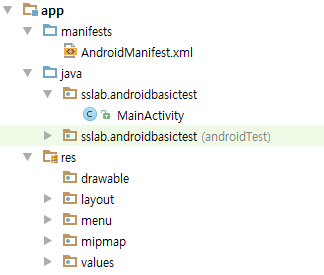 app
manifests
AndroidManifest.xml
java
sslab.androidbasictest
C MainActivity
sslab.androidbasictest (androidTest)
res
drawable
layout
menu
mipmap
values